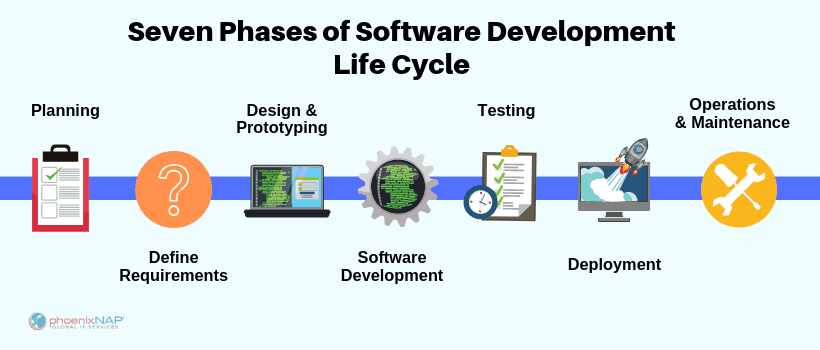 Seven Phases of Software Development
Life Cycle
Planning
Define
Requirements
Design &
Prototyping
Software
Development
Testing
Deployment
Operations
& Maintenance
phoenixNAP
GLOBAL IT SERVICES